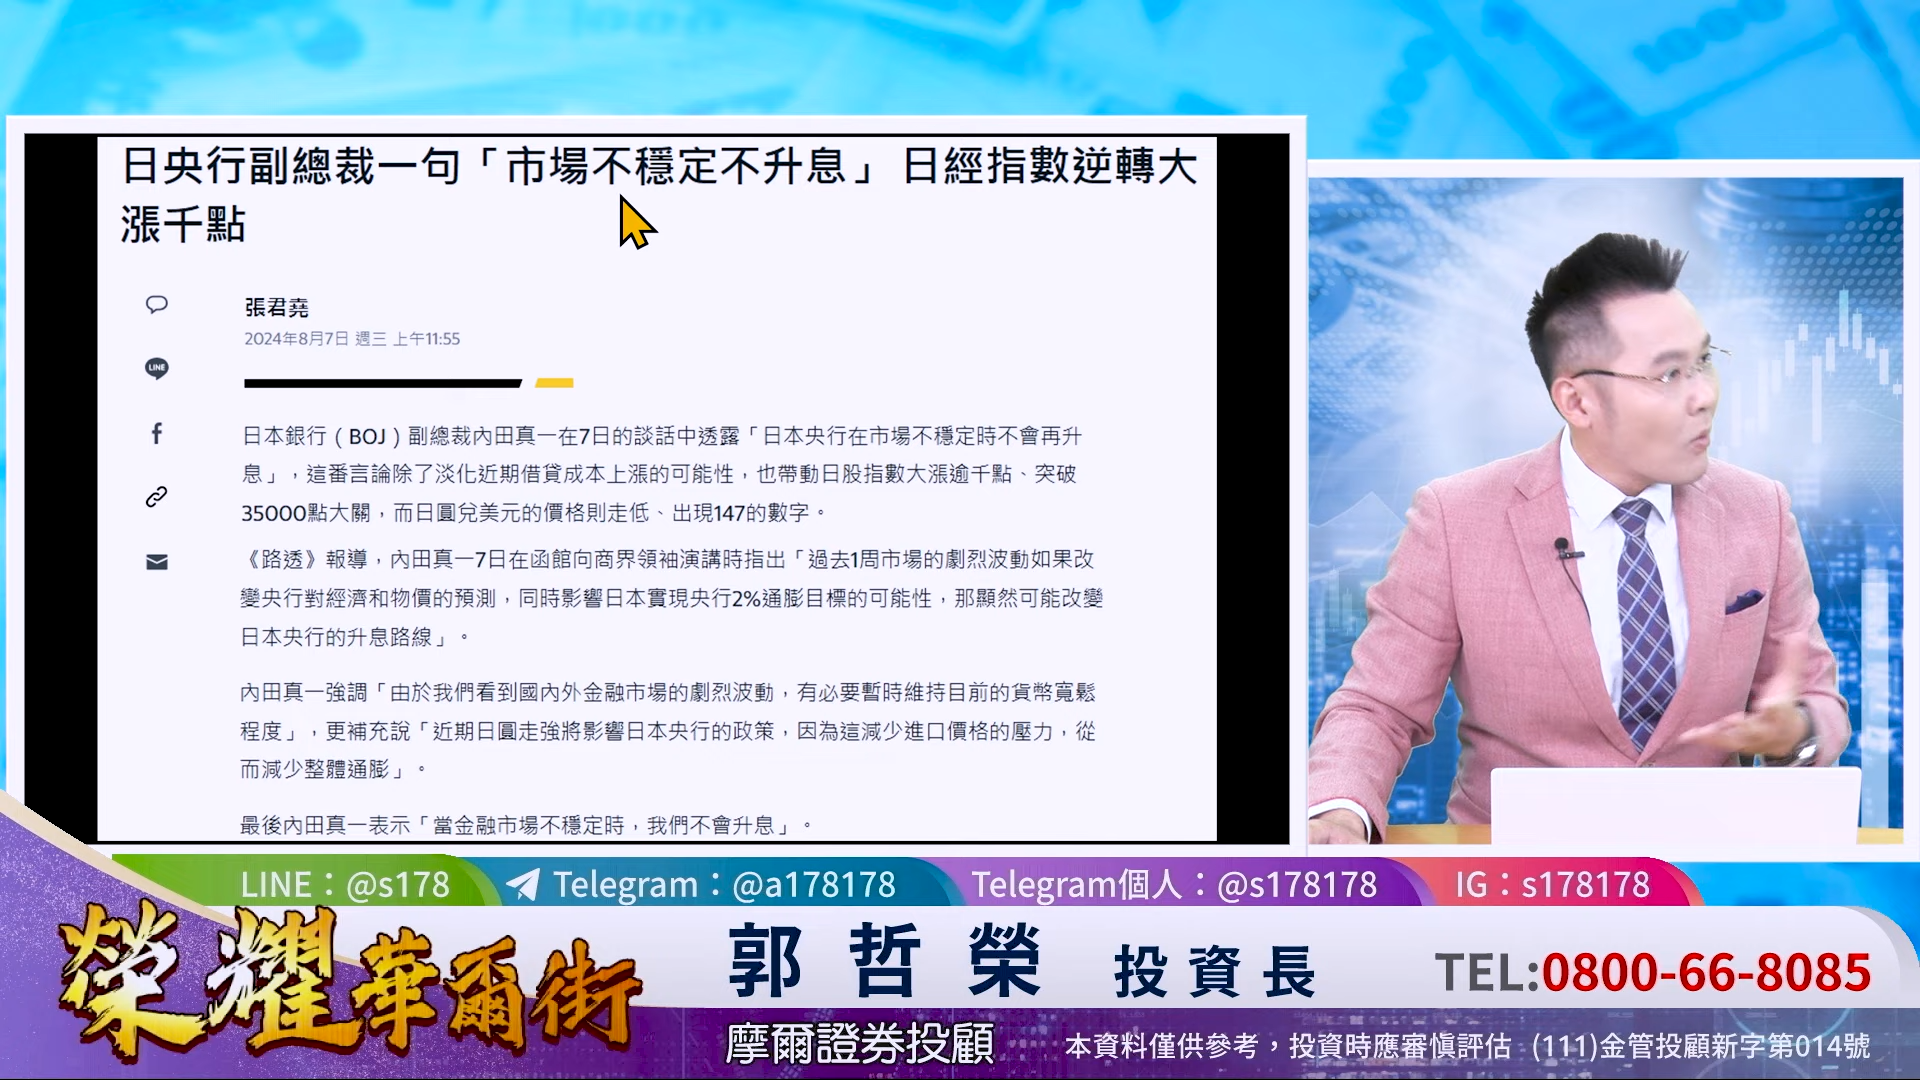 日央行副總裁一句「市場不穩定不升息」 日經指數逆轉大
漲千點
張君堯
2024年8月7日 週三 上午11:55
LINE
日本銀行（BOJ）副總裁內田真一在7日的談話中透露「日本央行在市場不穩定時不會再升
息」，這番言論除了淡化近期借貸成本上漲的可能性，也帶動日股指數大漲逾千點、突破
35000點大關，而日圓兌美元的價格則走低、出現147的數字。
《路透》報導，內田真一7日在函館向商界領袖演講時指出「過去1周市場的劇烈波動如果改
變央行對經濟和物價的預測，同時影響日本實現央行2%通膨目標的可能性，那顯然可能改變
日本央行的升息路線」。
內田真一強調「由於我們看到國內外金融市場的劇烈波動，有必要暫時維持目前的貨幣寬鬆
程度」，更補充說「近期日圓走強將影響日本央行的政策，因為這減少進口價格的壓力，從
而減少整體通膨」。
最後內田真一表示「當金融市場不穩定時，我們不會升息」。
LINE：@s178
Telegram：@a178178
Telegram個人：@s178178
IG：s178178
榮耀華爾街
郭哲榮 投資長
TEL:0800-66-8085
摩爾證券投顧
本資料僅供參考，投資時應審慎評估 (111)金管投顧新字第014號